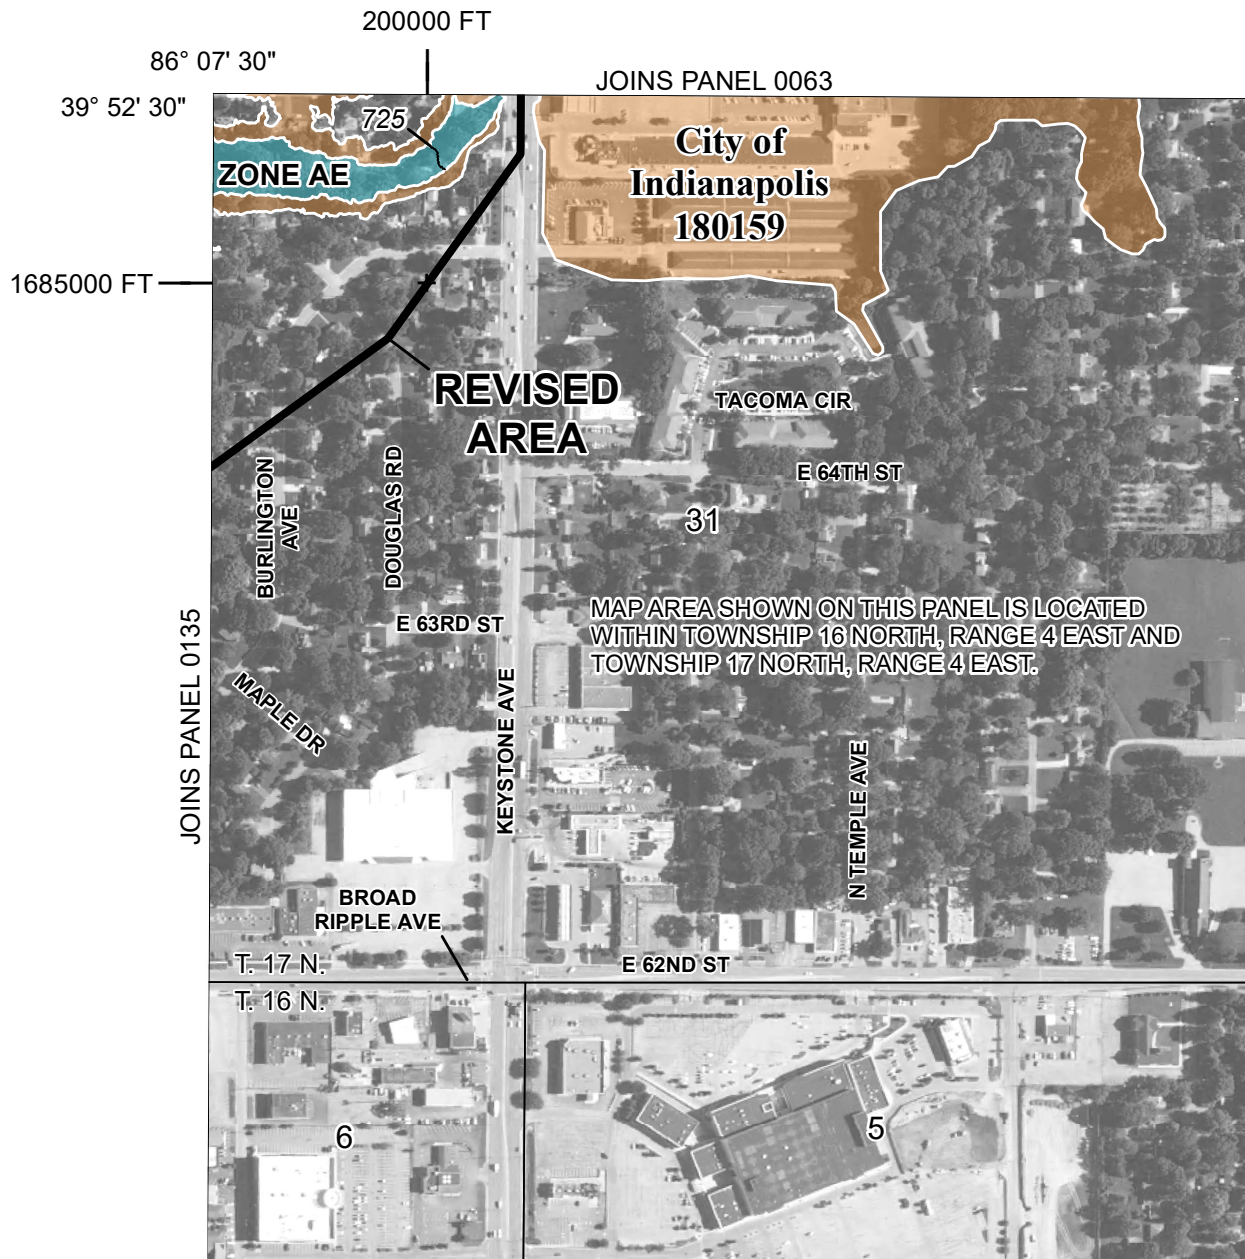 200000 FT
86° 07' 30"
JOINS PANEL 0063
39° 52' 30"
725
ZONE AE
City of
Indianapolis
180159
1685000 FT
REVISED
AREA
TACOMA CIR
E 64TH ST
BURLINGTON
AVE
DOUGLAS RD
31
E 63RD ST
MAP AREA SHOWN ON THIS PANEL IS LOCATED
WITHIN TOWNSHIP 16 NORTH, RANGE 4 EAST AND
TOWNSHIP 17 NORTH, RANGE 4 EAST.
JOINS PANEL 0135
MAPLE DR
KEYSTONE AVE
N TEMPLE AVE
BROAD
RIPPLE AVE
E 62ND ST
T. 17 N.
T. 16 N.
6
5